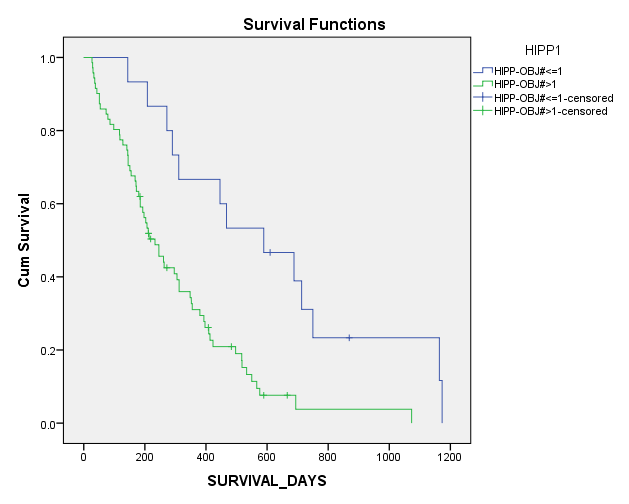 Survival Functions
HIPP1
HIPP-OBJ#<=1
HIPP-OBJ#>1
HIPP-OBJ#<=1-censored
HIPP-OBJ#>1-censored
Cum Survival
1.0
0.8
0.6
0.4
0.2
0.0
0 200 400 600 800 1000 1200
SURVIVAL_DAYS